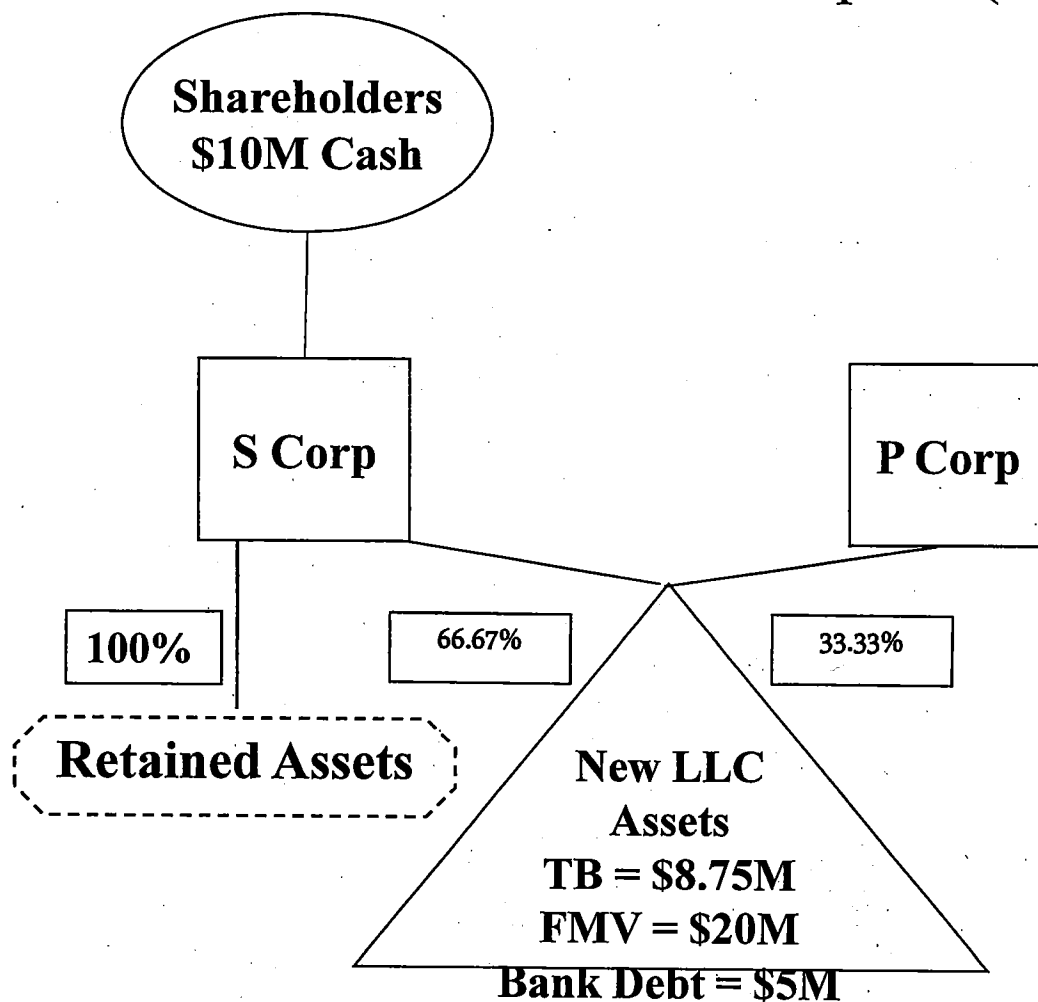 Shareholders
$10M Cash
S Corp
P Corp
100%
66.67%
33.33%
Retained Assets
New LLC
Assets
TB = $8.75M
FMV = $20M
Bank Debt = $5M